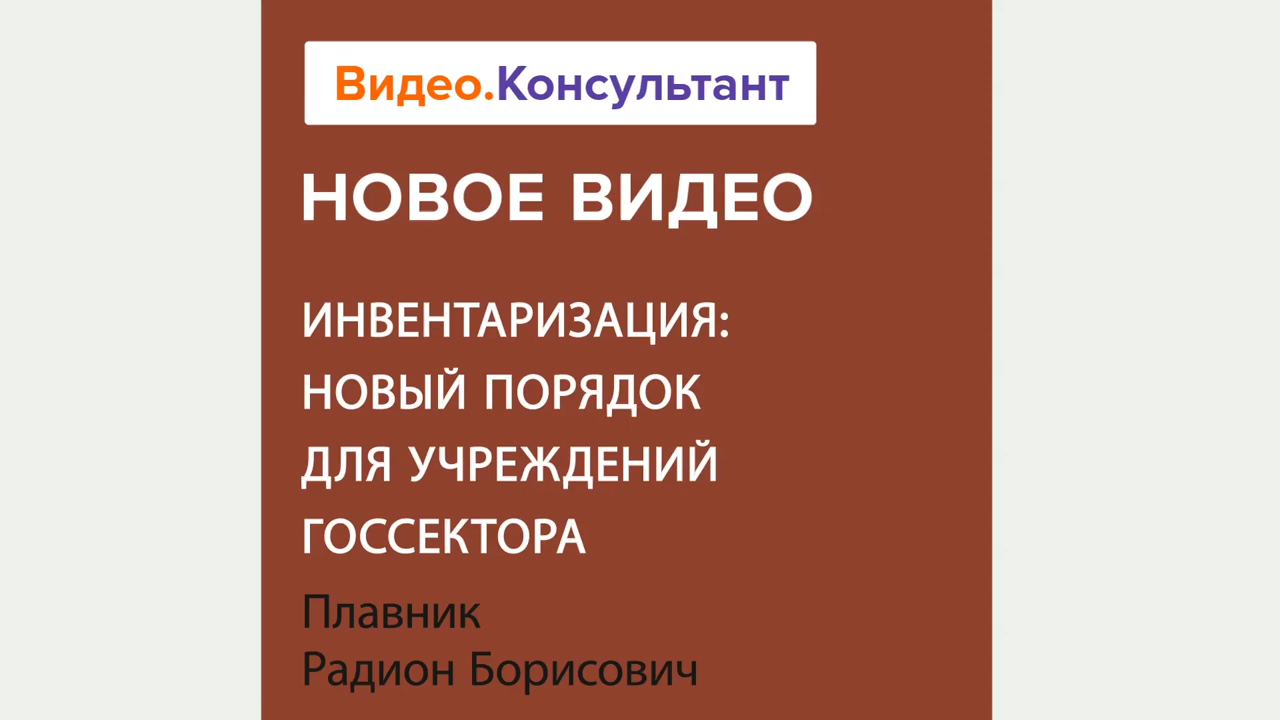 Видео.Консультант
НОВОЕ ВИДЕО
ИНВЕНТАРИЗАЦИЯ:
НОВЫЙ ПОРЯДОК
ДЛЯ УЧРЕЖДЕНИЙ
ГОССЕКТОРА
Плавник
Радион Борисович